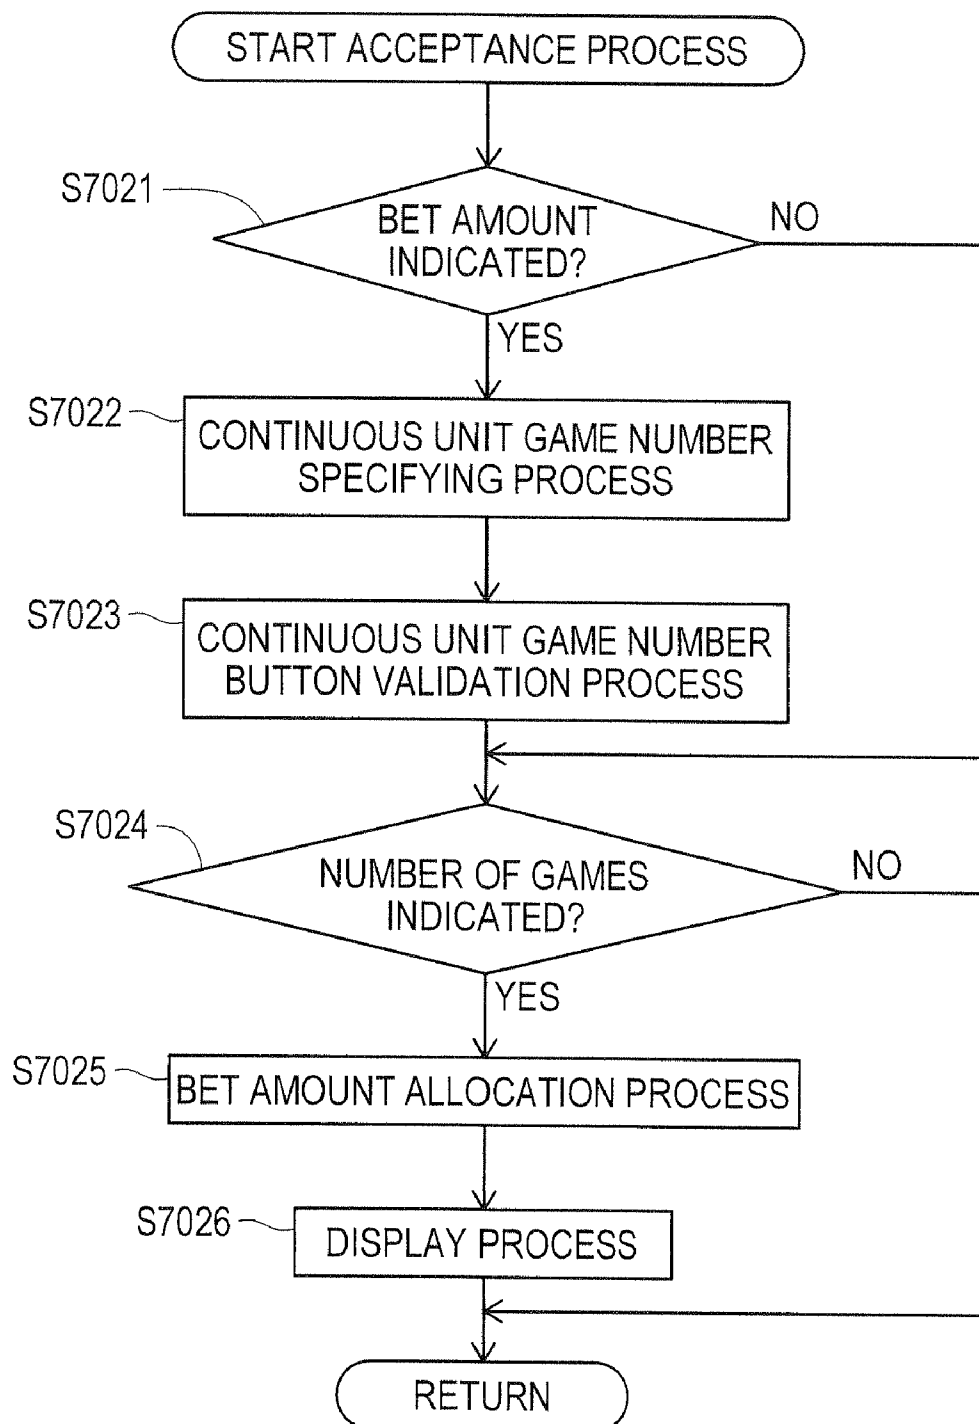 START ACCEPTANCE PROCESS
S7021
BET AMOUNT
INDICATED?
NO
YES
S7022
CONTINUOUS UNIT GAME NUMBER
SPECIFYING PROCESS
S7023
CONTINUOUS UNIT GAME NUMBER
BUTTON VALIDATION PROCESS
S7024
NUMBER OF GAMES
INDICATED?
NO
YES
S7025
BET AMOUNT ALLOCATION PROCESS
S7026
DISPLAY PROCESS
RETURN